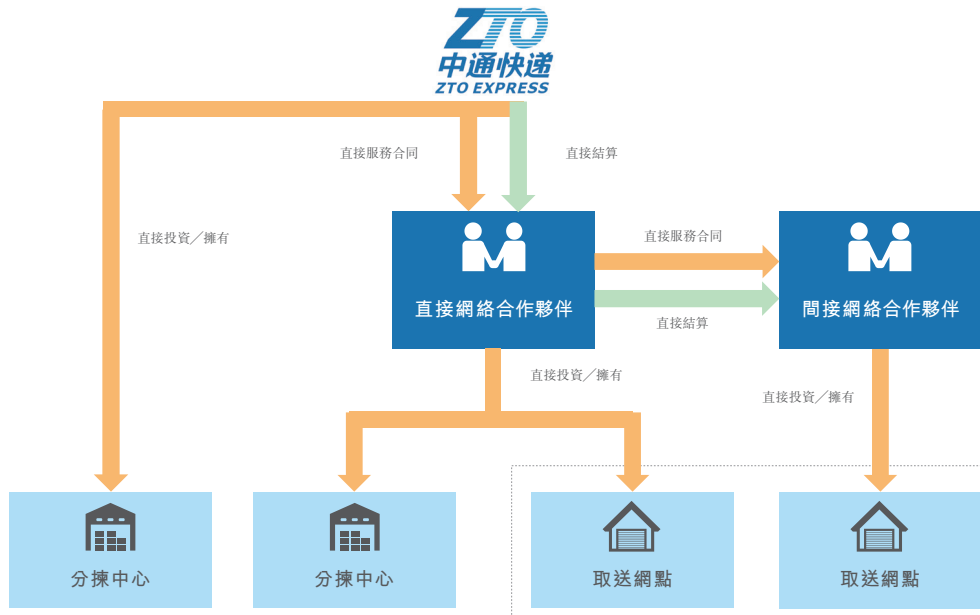 ZTO
中通快递
ZTO EXPRESS
直接服務合同
直接結算
直接投資／擁有
直接服務合同
直接網絡合作夥伴
間接網絡合作夥伴
直接結算
直接投資／擁有
直接投資／擁有
分揀中心
分揀中心
取送網點
取送網點